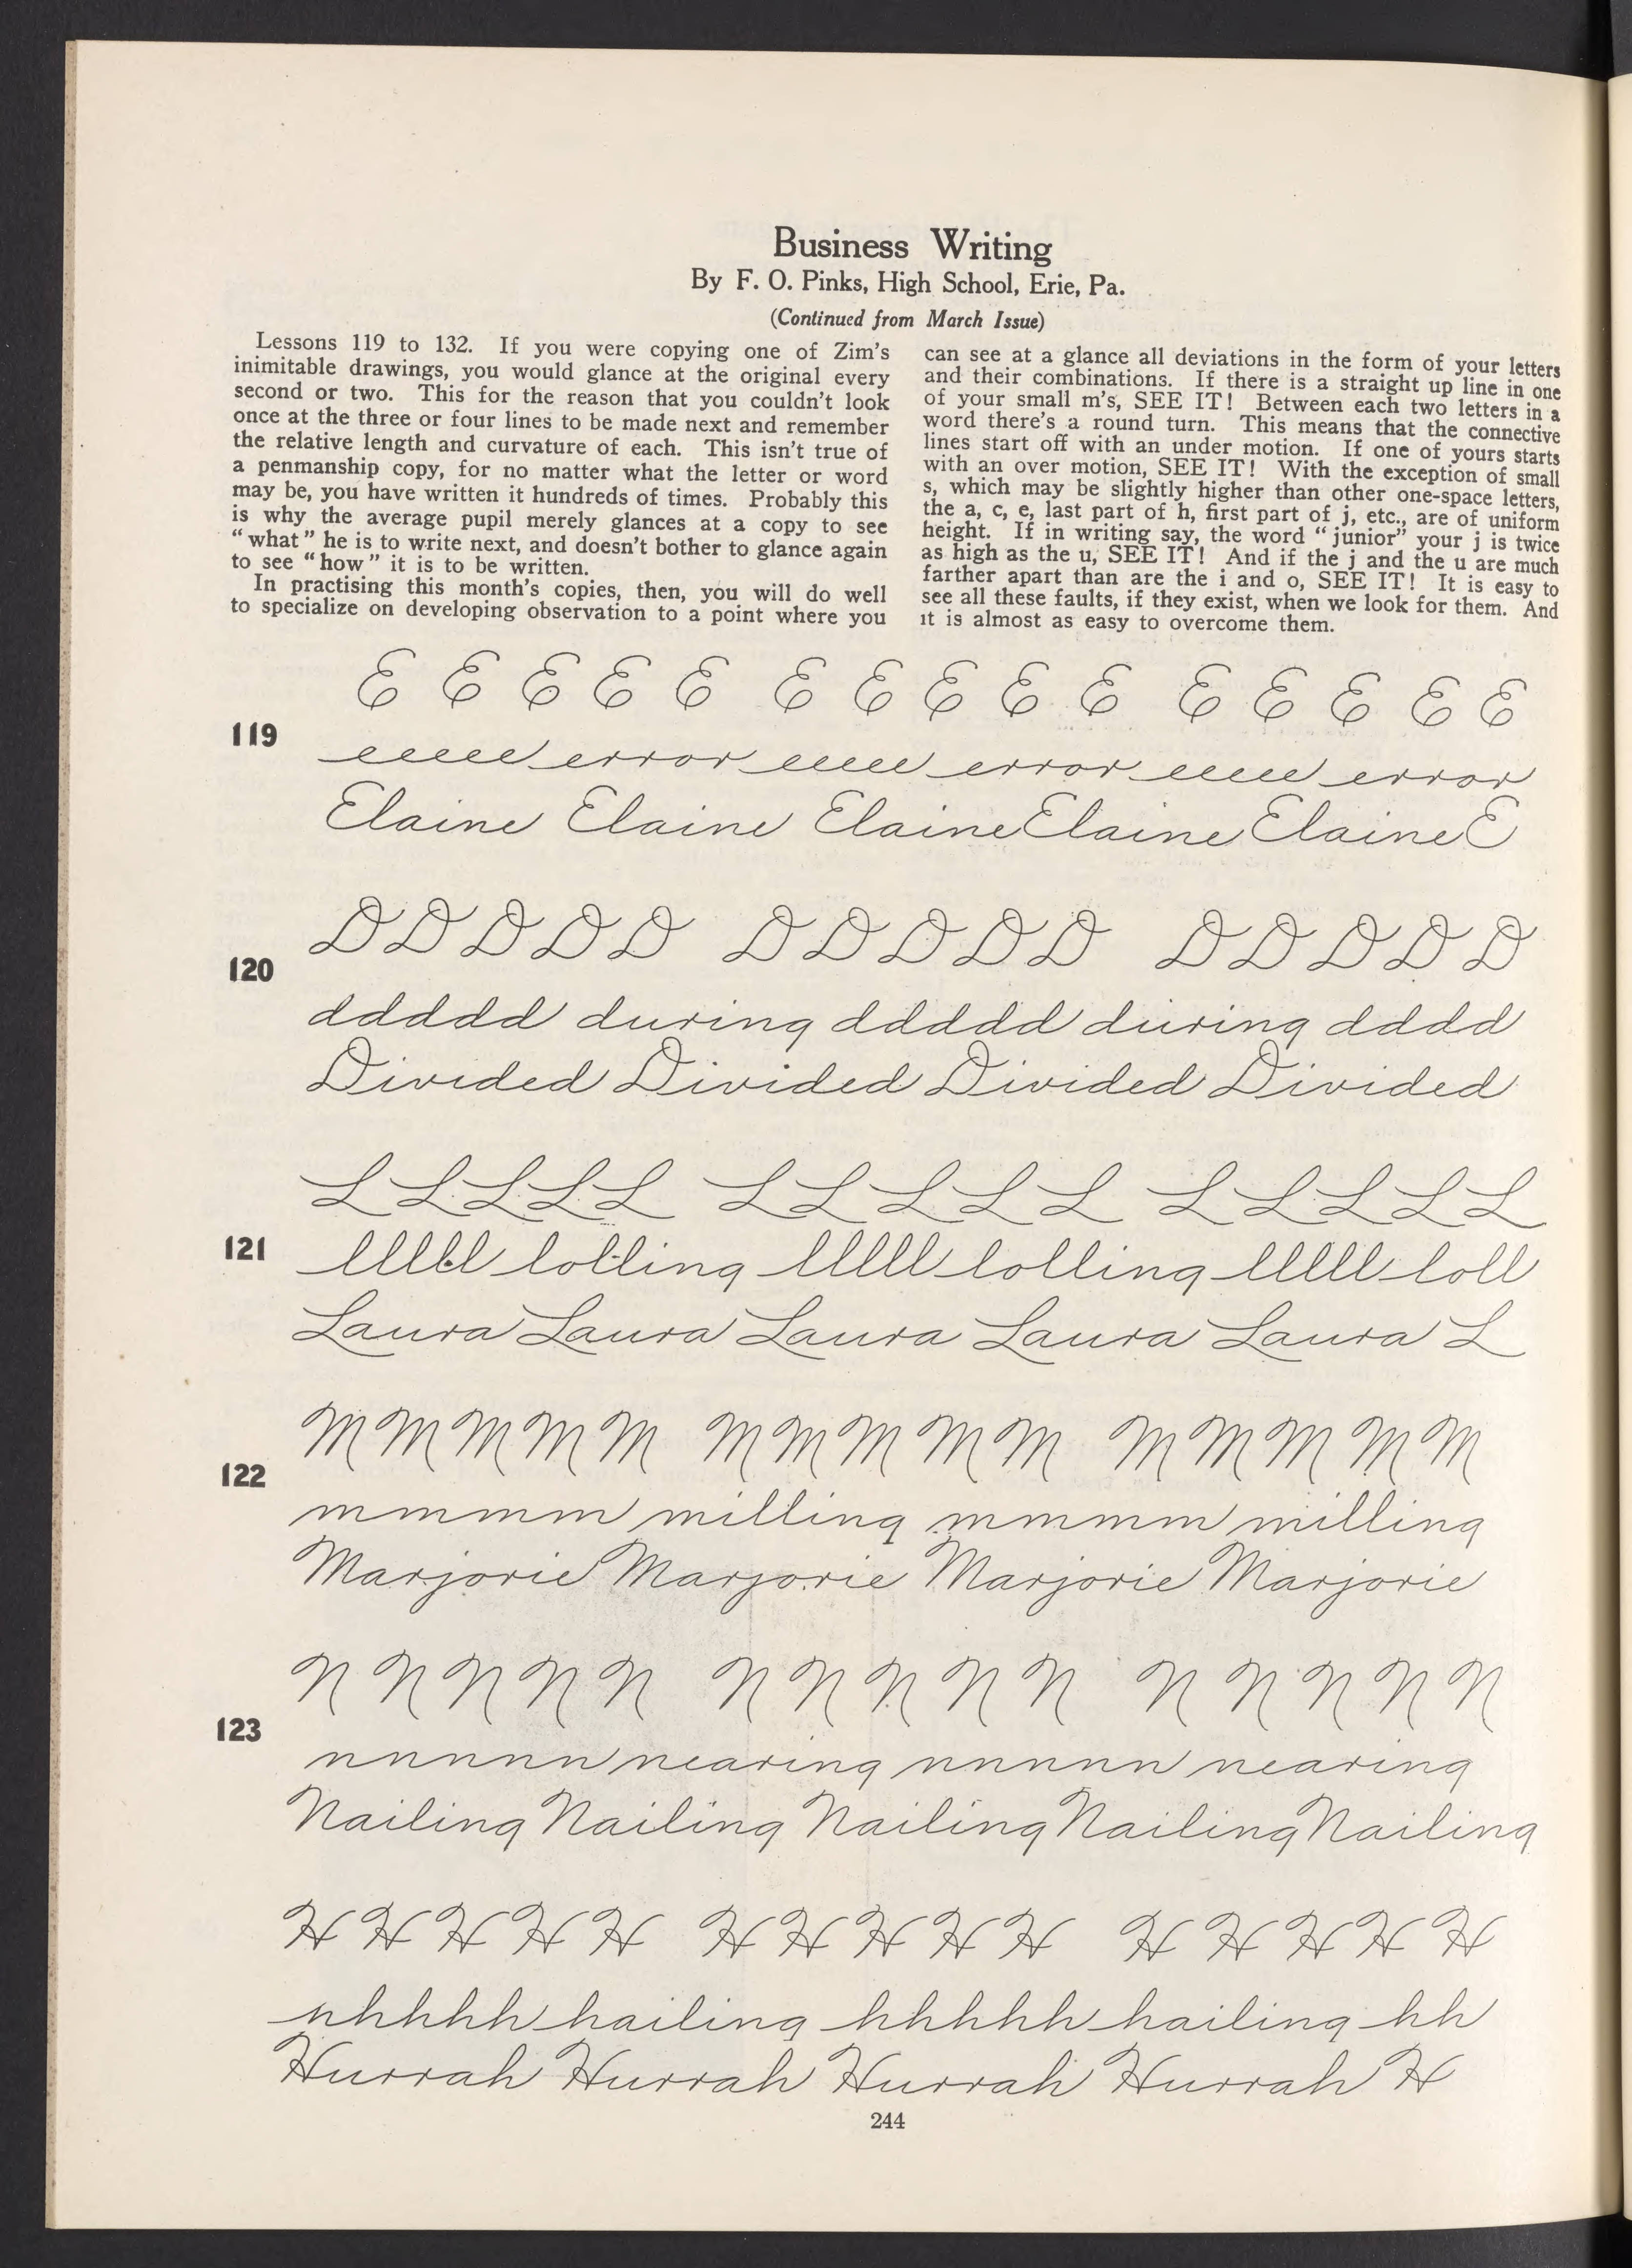 Business Writing
By F. O. Pinks, High School, Erie, Pa.
(Continued from March Issue)
Lessons 119 to 132. If you were copying one of Zim's
inimitable drawings, you would glance at the original every
second or two. This for the reason that you couldn't look
once at the three or four lines to be made next and remember
the relative length and curvature of each. This isn't true of
a penmanship copy, for no matter what the letter or word
may be, you have written it hundreds of times. Probably this
is why the average pupil merely glances at a copy to see
"what" he is to write next, and doesn't bother to glance again
to see "how" it is to be written.
In practising this month's copies, then, you will do well
to specialize on developing observation to a point where you
can see at a glance all deviations in the form of your letters
and their combinations. If there is a straight up line in one
of your small m's, SEE IT! Between each two letters in a
word there's a round turn. This means that the connective
lines start off with an under motion. If one of yours starts
with an over motion, SEE IT! With the exception of small
s, which may be slightly higher than other one-space letters,
the a, c, e, last part of h, first part of j, etc., are of uniform
height. If in writing say, the word "junior" your j is twice
as high as the u, SEE IT! And if the j and the u are much
farther apart than are the i and o, SEE IT! It is easy to
see all these faults, if they exist, when we look for them. And
it is almost as easy to overcome them.
E E E E E E E E E E E E E E E
119
eeeee error eeeee error eeeee error
Elaine Elaine Elaine Elaine Elaine E
D D D D D D D D D D D D D D D
120
ddddd during ddddd during dddd
Divided Divided Divided Divided
L L L L L L L L L L L L L L L
121
lllll lolling lllll lolling lllll loll
Laura Laura Laura Laura Laura L
M M M M M M M M M M M M M M M
122
mmmmm milling mmmmm milling
Marjorie Marjorie Marjorie Marjorie
N N N N N N N N N N N N N N N
123
nnnnnn nearing nnnnnn nearing
Nailing Nailing Nailing Nailing Nailing
H H H H H H H H H H H H H H H
hhhhh hailing hhhhhh hailing hh
Hurrah Hurrah Hurrah Hurrah H
244